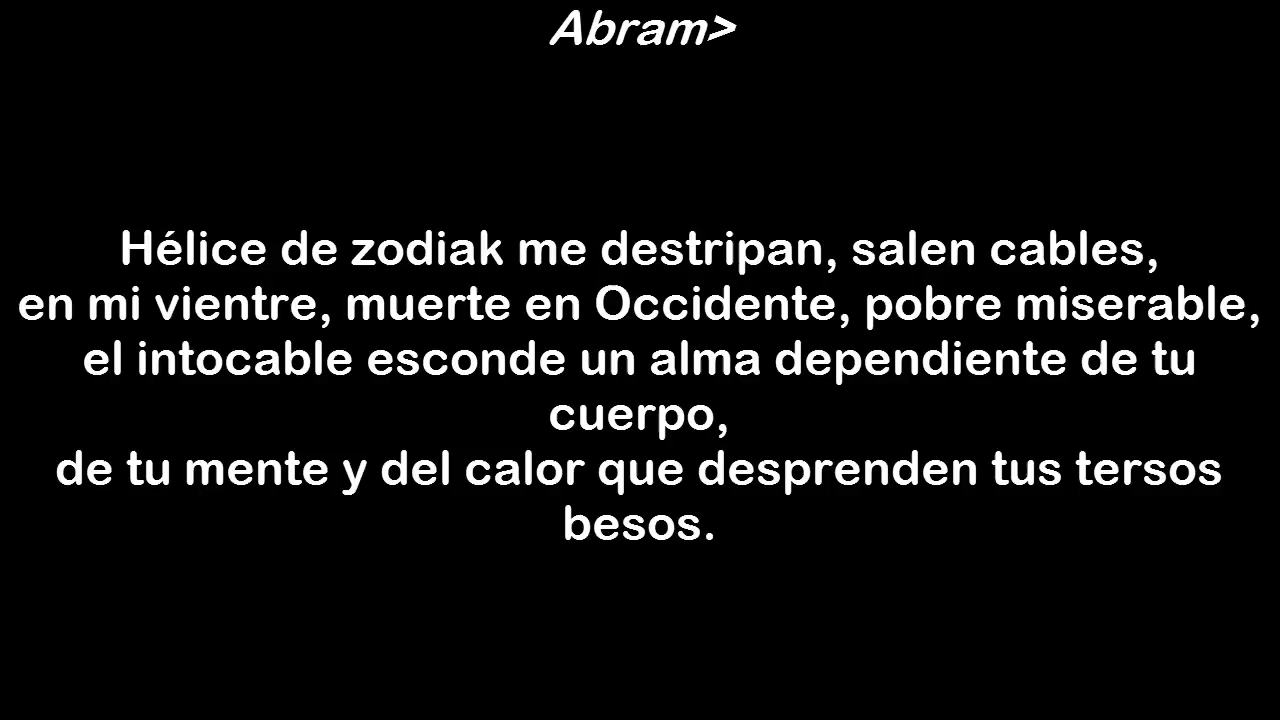 Abram>
Hélice de zodiak me destripan, salen cables,
en mi vientre, muerte en Occidente, pobre miserable,
el intocable esconde un alma dependiente de tu
cuerpo,
de tu mente y del calor que desprenden tus tersos
besos.